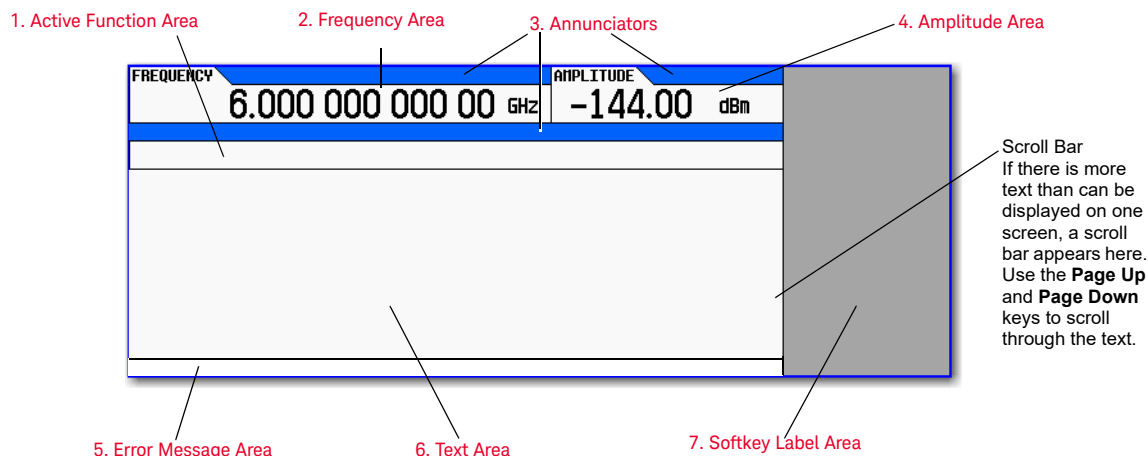 1. Active Function Area
2. Frequency Area
3. Annunciators
4. Amplitude Area
FREQUENCY
AMPLITUDE
6.000 000 000 00 GHz
-144.00 dBm
Scroll Bar
If there is more
text than can be
displayed on one
screen, a scroll
bar appears here.
Use the Page Up
and Page Down
keys to scroll
through the text.
5. Error Message Area
6. Text Area
7. Softkey Label Area